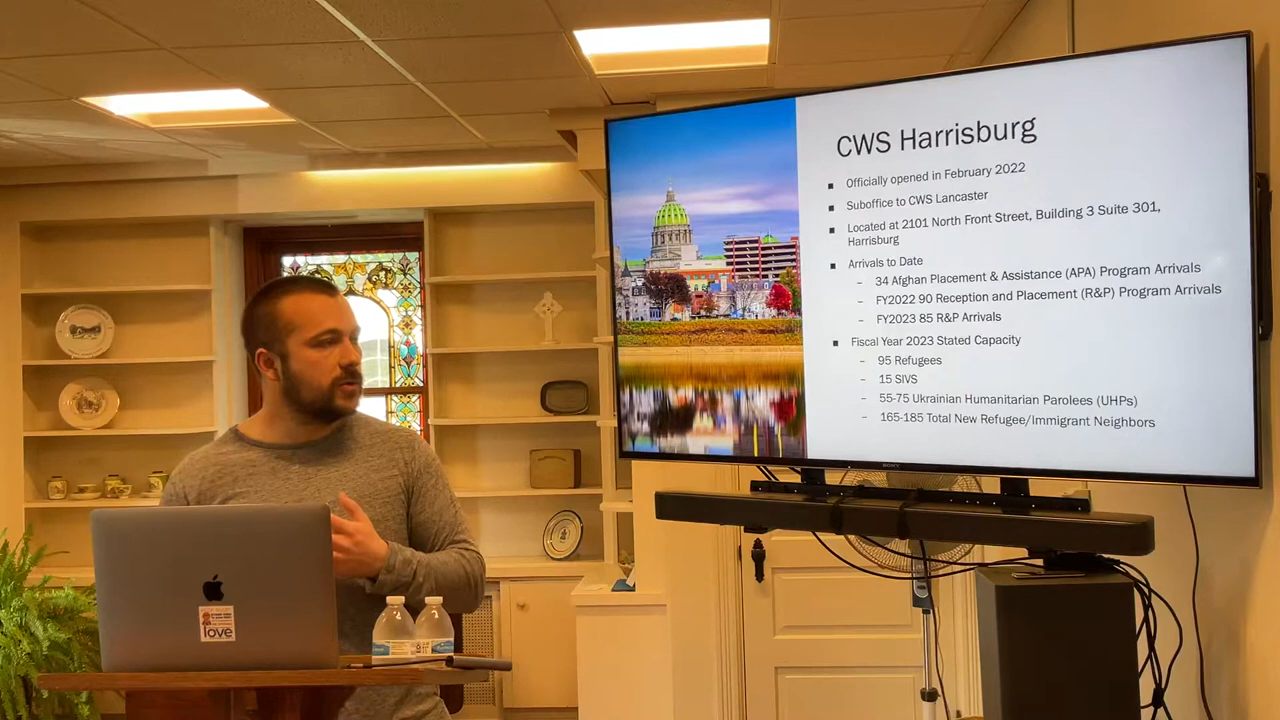 CWS Harrisburg
▪ Officially opened in February 2022
▪ Suboffice to CWS Lancaster
▪ Located at 2101 North Front Street, Building 3 Suite 301,
Harrisburg
▪ Arrivals to Date
– 34 Afghan Placement & Assistance (APA) Program Arrivals
– FY2022 90 Reception and Placement (R&P) Program Arrivals
– FY2023 85 R&P Arrivals
▪ Fiscal Year 2023 Stated Capacity
– 95 Refugees
– 15 SIVS
– 55-75 Ukrainian Humanitarian Parolees (UHPs)
– 165-185 Total New Refugee/Immigrant Neighbors
SONY
love